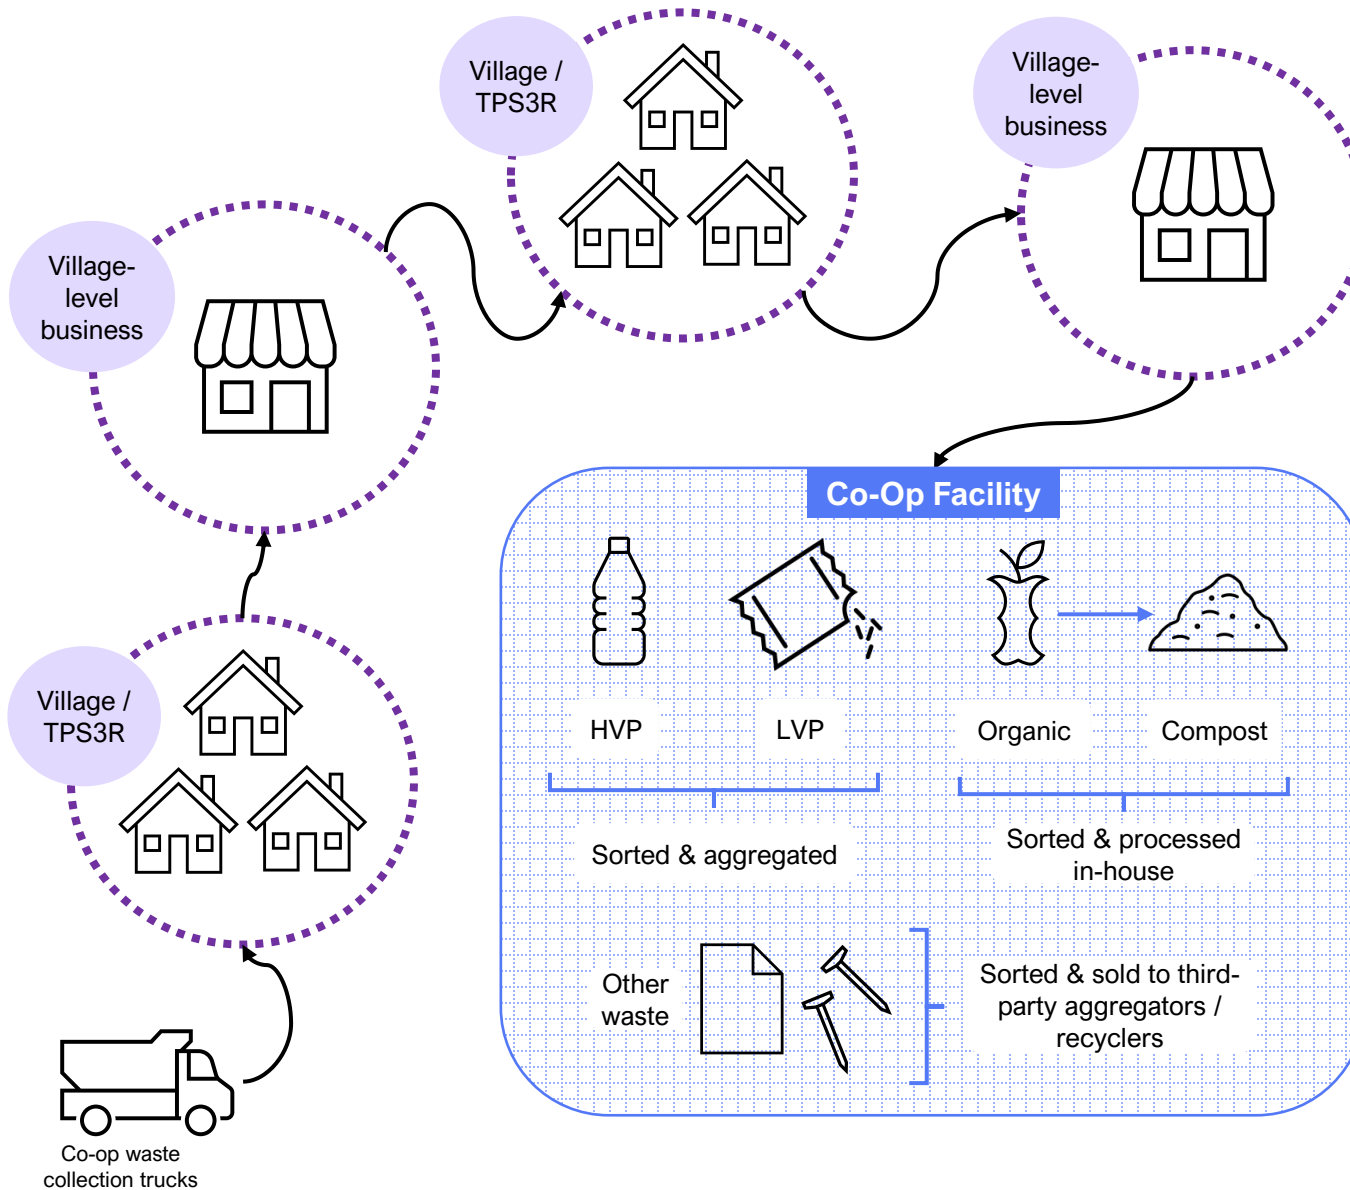 Village /
TPS3R
Village-
level
business
Village-
level
business
Village /
TPS3R
Co-op waste
collection trucks
Co-Op Facility
HVP
LVP
Organic
Compost
Sorted & aggregated
Sorted & processed
in-house
Other
waste
Sorted & sold to third-
party aggregators /
recyclers